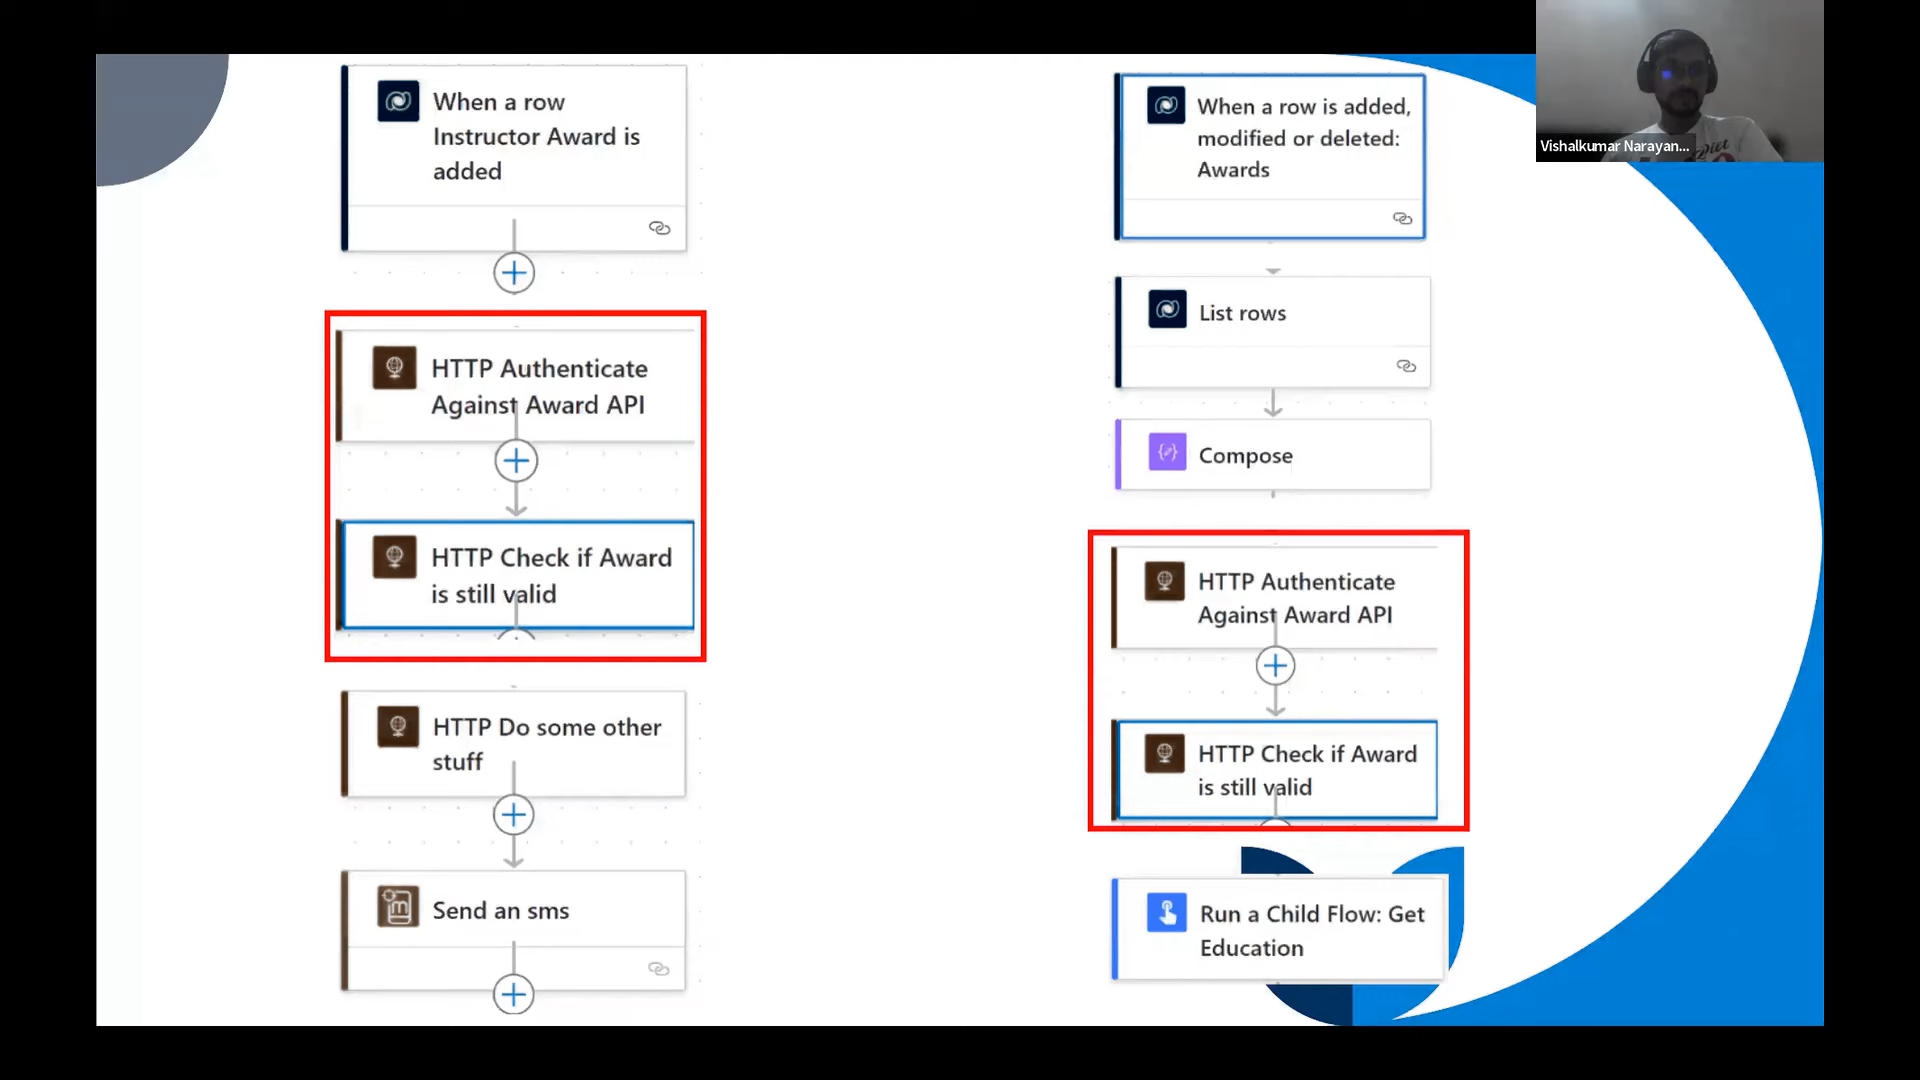 When a row
Instructor Award is
added
HTTP Authenticate
Against Award API
HTTP Check if Award
is still valid
HTTP Do some other
stuff
Send an sms
When a row is added,
modified or deleted:
Awards
List rows
Compose
HTTP Authenticate
Against Award API
HTTP Check if Award
is still valid
Run a Child Flow: Get
Education
Vishalkumar Narayan...